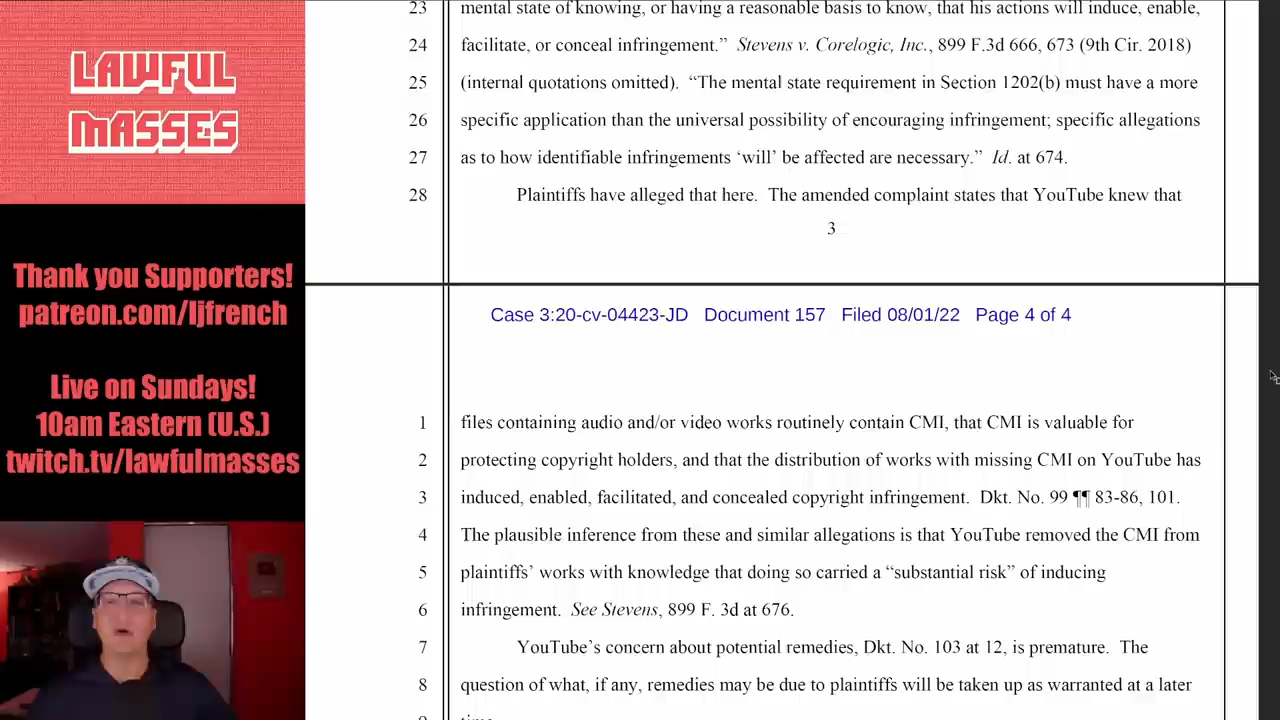 LAWFUL
MASSES
Thank you Supporters!
patreon.com/ljfrench
Live on Sundays!
10am Eastern (U.S.)
twitch.tv/lawfulmasses
23 mental state of knowing, or having a reasonable basis to know, that his actions will induce, enable,
24 facilitate, or conceal infringement.” Stevens v. Corelogic, Inc., 899 F.3d 666, 673 (9th Cir. 2018)
25 (internal quotations omitted). “The mental state requirement in Section 1202(b) must have a more
26 specific application than the universal possibility of encouraging infringement; specific allegations
27 as to how identifiable infringements ‘will’ be affected are necessary.” Id. at 674.
28 Plaintiffs have alleged that here. The amended complaint states that YouTube knew that
3
Case 3:20-cv-04423-JD Document 157 Filed 08/01/22 Page 4 of 4
1 files containing audio and/or video works routinely contain CMI, that CMI is valuable for
2 protecting copyright holders, and that the distribution of works with missing CMI on YouTube has
3 induced, enabled, facilitated, and concealed copyright infringement. Dkt. No. 99 ¶¶ 83-86, 101.
4 The plausible inference from these and similar allegations is that YouTube removed the CMI from
5 plaintiffs’ works with knowledge that doing so carried a “substantial risk” of inducing
6 infringement. See Stevens, 899 F. 3d at 676.
7 YouTube’s concern about potential remedies, Dkt. No. 103 at 12, is premature. The
8 question of what, if any, remedies may be due to plaintiffs will be taken up as warranted at a later